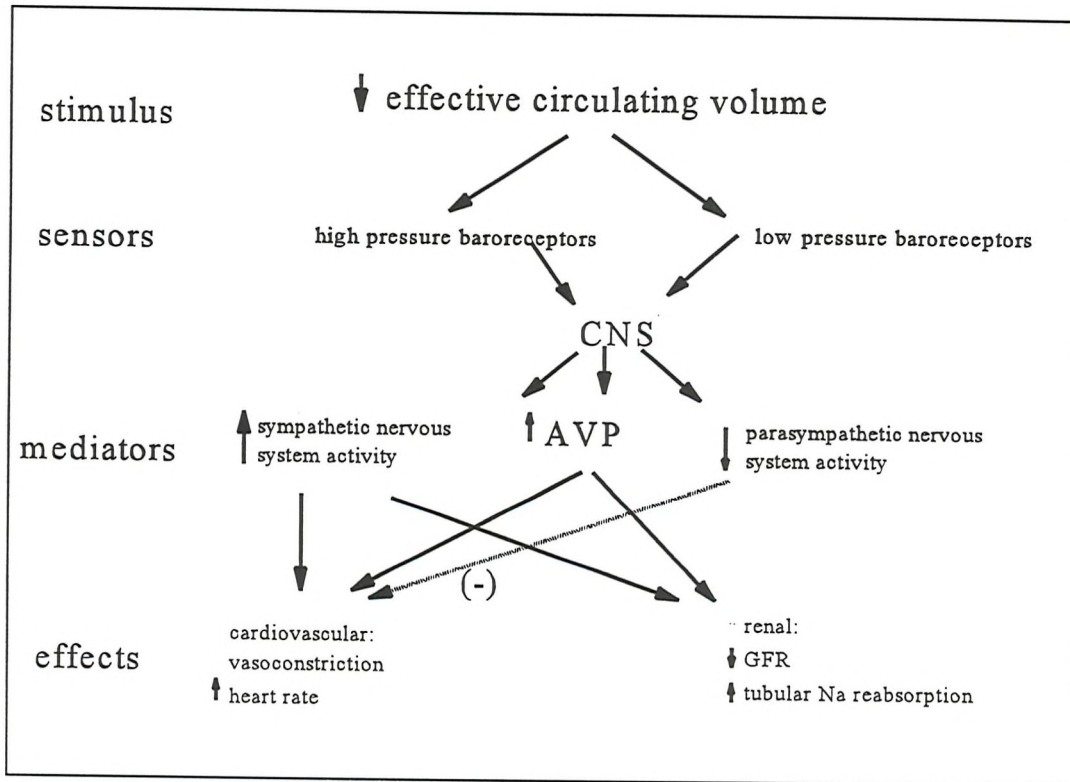 stimulus
↓ effective circulating volume
sensors
high pressure baroreceptors
low pressure baroreceptors
CNS
mediators
↑ sympathetic nervous
system activity
↑ AVP
↓ parasympathetic nervous
system activity
(-)
effects
cardiovascular:
vasoconstriction
↑ heart rate
renal:
↓ GFR
↑ tubular Na reabsorption